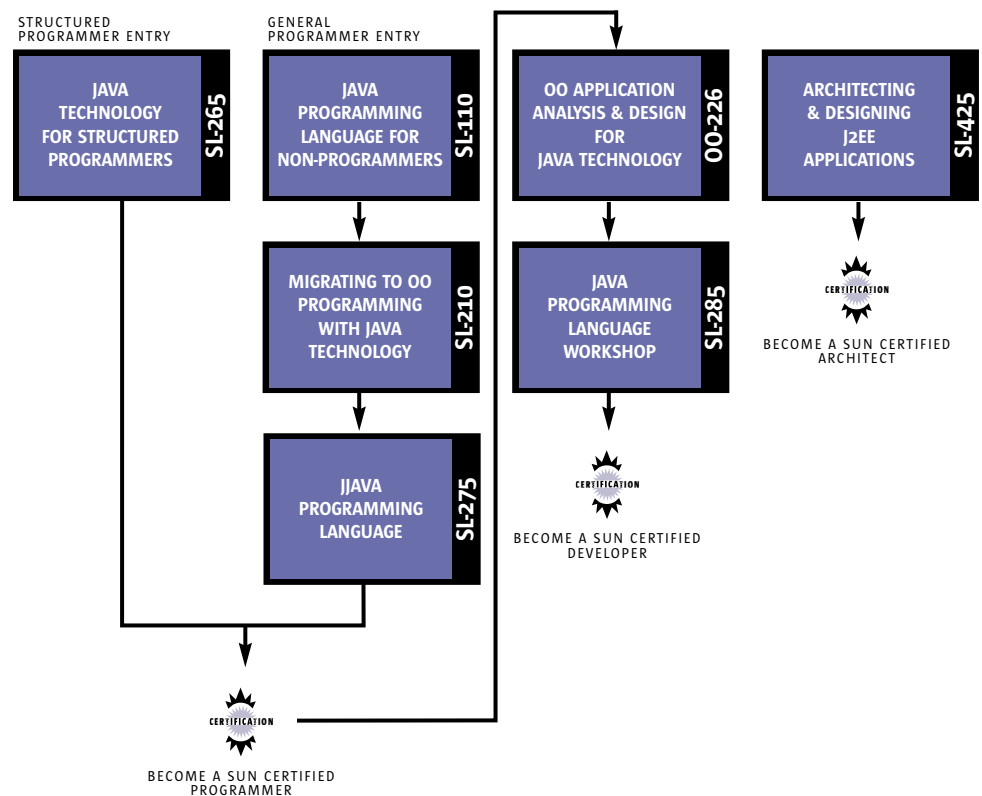 STRUCTURED
PROGRAMMER ENTRY
JAVA
TECHNOLOGY
FOR STRUCTURED
PROGRAMMERS
SL-265
GENERAL
PROGRAMMER ENTRY
JAVA
PROGRAMMING
LANGUAGE FOR
NON-PROGRAMMERS
SL-110
MIGRATING TO OO
PROGRAMMING
WITH JAVA
TECHNOLOGY
SL-210
JJAVA
PROGRAMMING
LANGUAGE
SL-275
CERTIFICATION
BECOME A SUN CERTIFIED
PROGRAMMER
OO APPLICATION
ANALYSIS & DESIGN
FOR
JAVA TECHNOLOGY
OO-226
JAVA
PROGRAMMING
LANGUAGE
WORKSHOP
SL-285
CERTIFICATION
BECOME A SUN CERTIFIED
DEVELOPER
ARCHITECTING
& DESIGNING
J2EE
APPLICATIONS
SL-425
CERTIFICATION
BECOME A SUN CERTIFIED
ARCHITECT